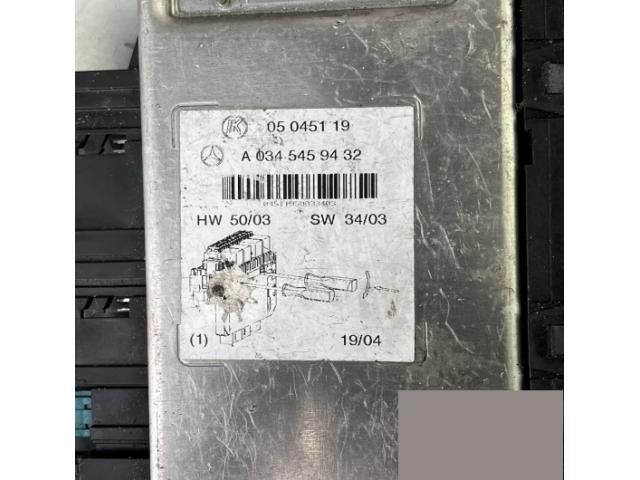 05 0451 19
A 034 545 94 32
HW 50/03 SW 34/03
(1) 19/04